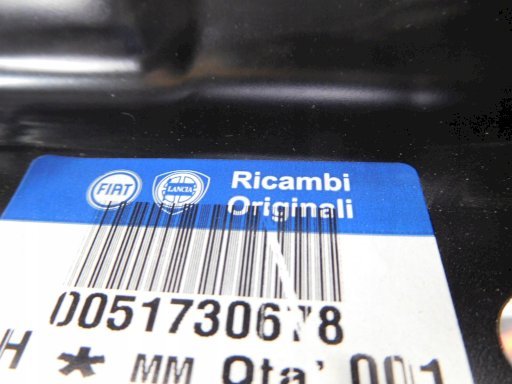 FIAT LANCIA Ricambi
Originali
0051730678
H * MM Qta' 001